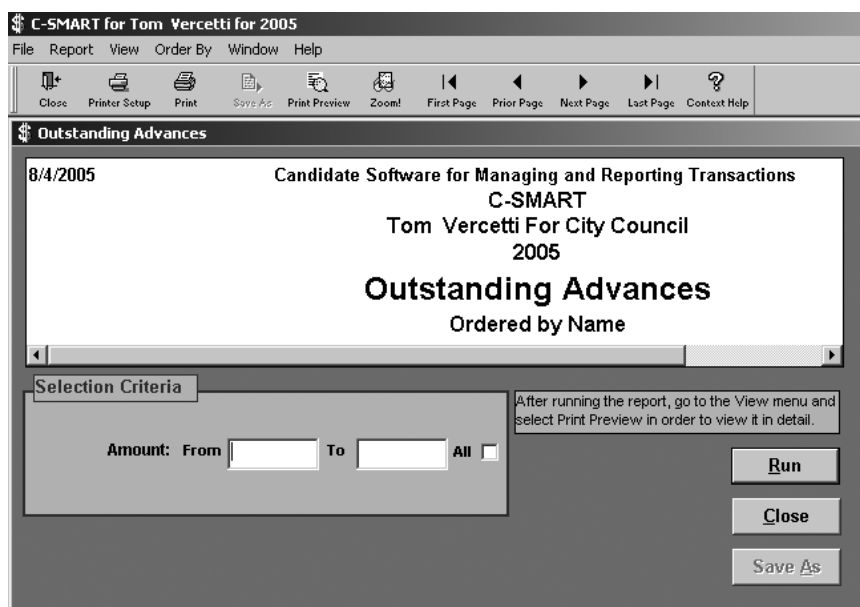 C-SMART for Tom Vercetti for 2005
File Report View Order By Window Help
Close Printer Setup Print Save As Print Preview Zoom! First Page Prior Page Next Page Last Page Context Help
Outstanding Advances
8/4/2005 Candidate Software for Managing and Reporting Transactions
C-SMART
Tom Vercetti For City Council
2005
Outstanding Advances
Ordered by Name
Selection Criteria
After running the report, go to the View menu and
select Print Preview in order to view it in detail.
Amount: From To All
Run
Close
Save As